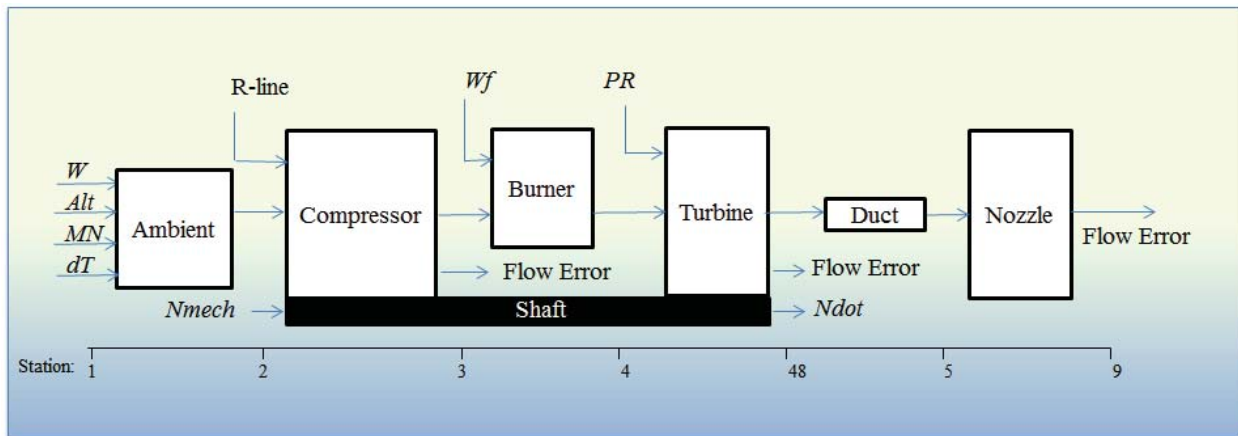 R-line
Wf
PR
W
Alt
MN
dT
Ambient
Compressor
Burner
Turbine
Duct
Nozzle
Flow Error
Flow Error
Flow Error
Nmech
Shaft
Ndot
Station:
1
2
3
4
48
5
9